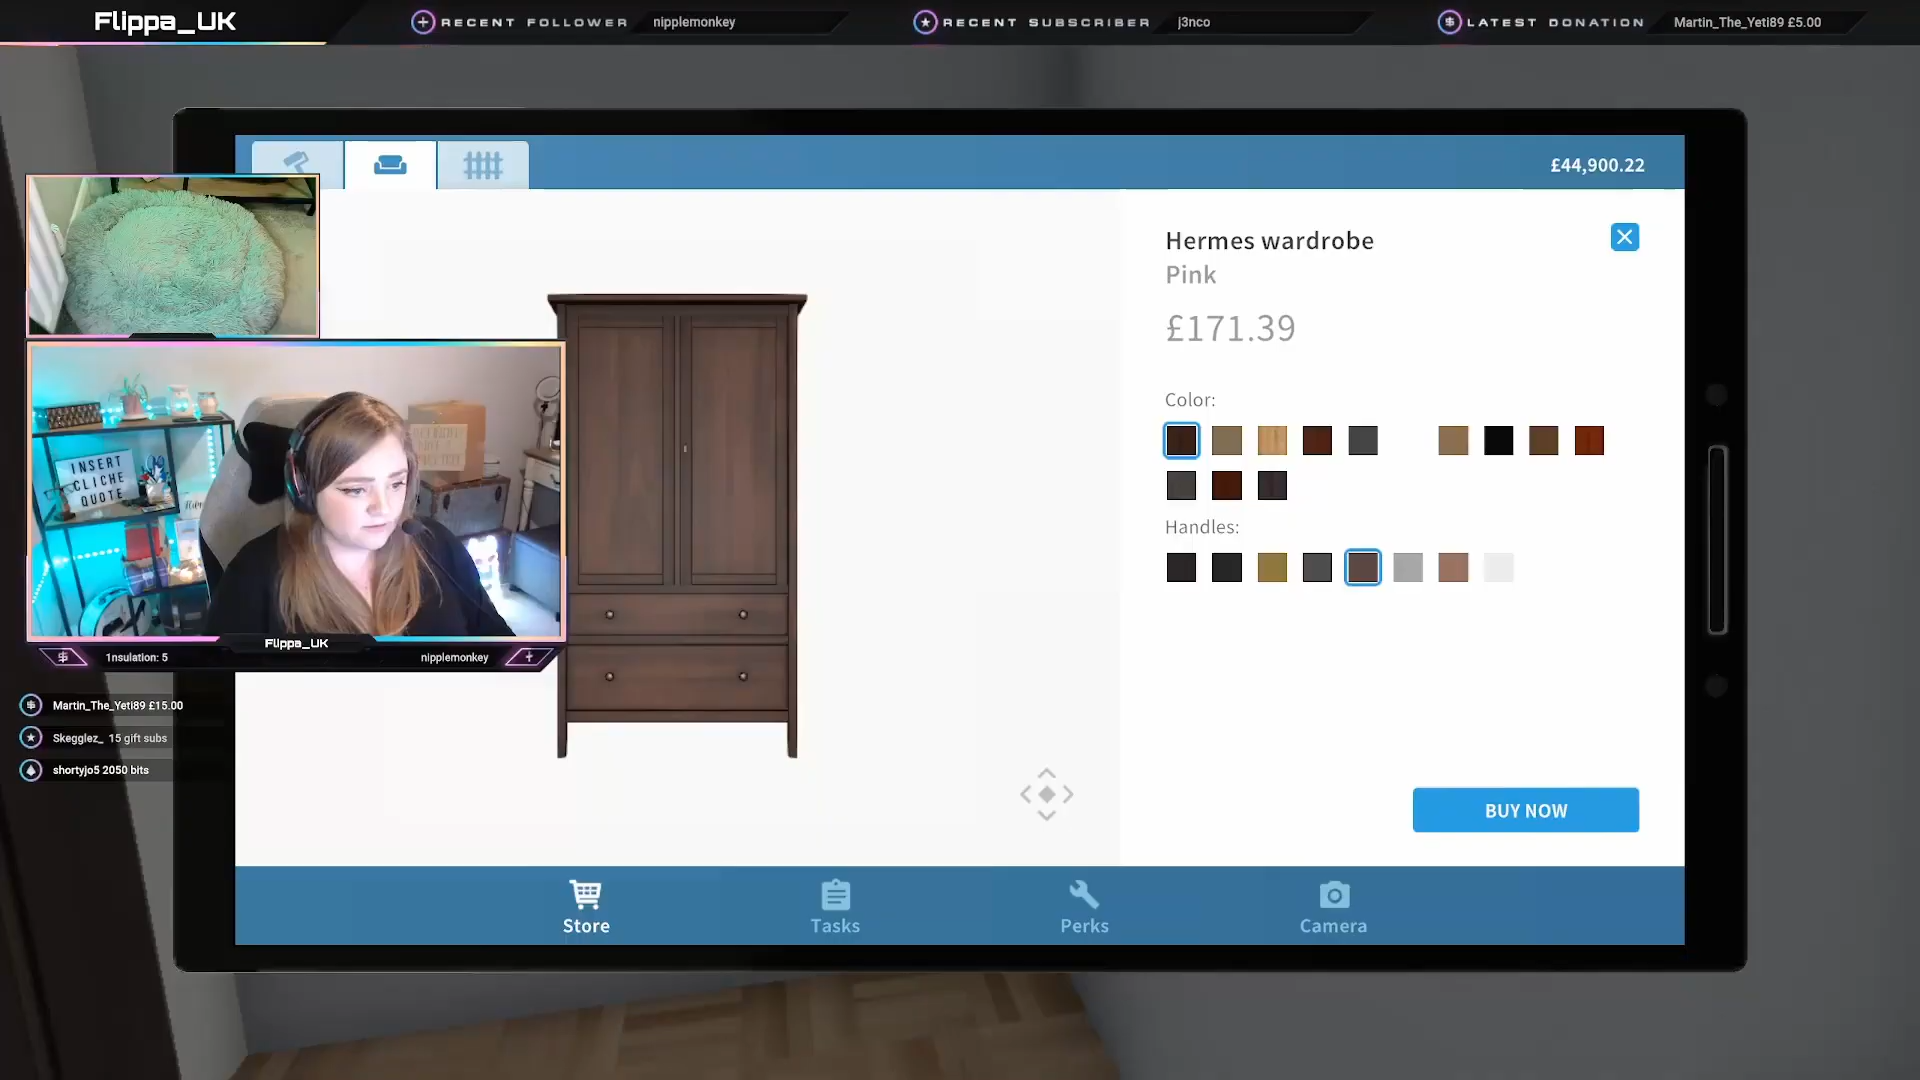 Flippa_UK
RECENT FOLLOWER nipplemonkey
RECENT SUBSCRIBER j3nco
LATEST DONATION Martin_The_Yeti89 £5.00
£44,900.22
Hermes wardrobe
Pink
£171.39
Color:
Handles:
BUY NOW
INSERT
CLICHE
QUOTE
Flippa_UK
1nsulation: 5
nipplemonkey
Martin_The_Yeti89 £15.00
Skegglez_ 15 gift subs
shortyjo5 2050 bits
Store
Tasks
Perks
Camera